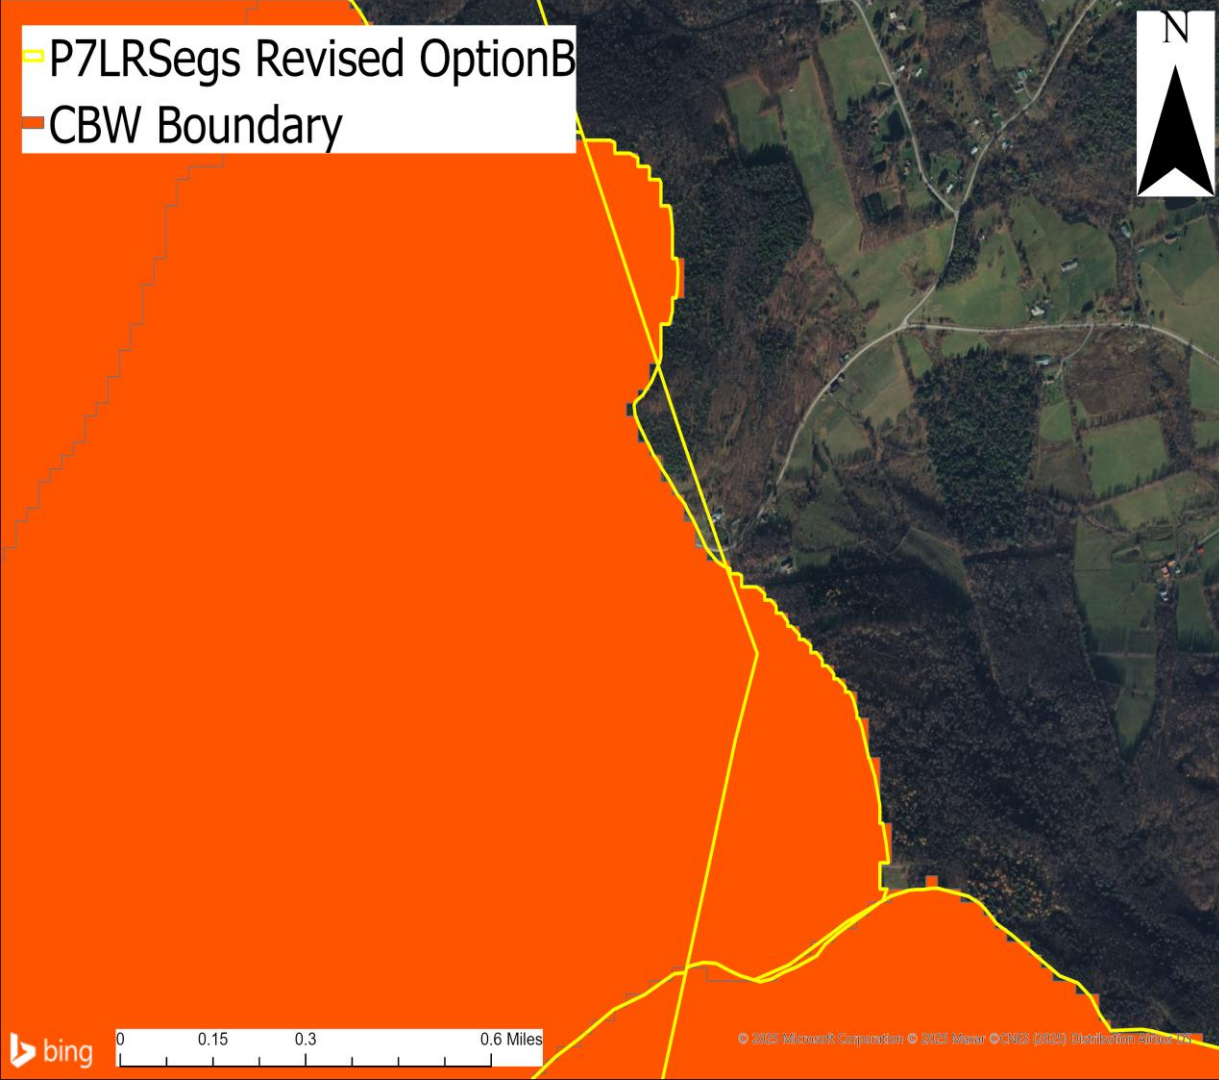 P7LRSegs Revised OptionB
CBW Boundary
N
0 0.15 0.3 0.6 Miles
bing
© 2025 Microsoft Corporation © 2025 Maxar ©CNES (2025) Distribution Airbus DS